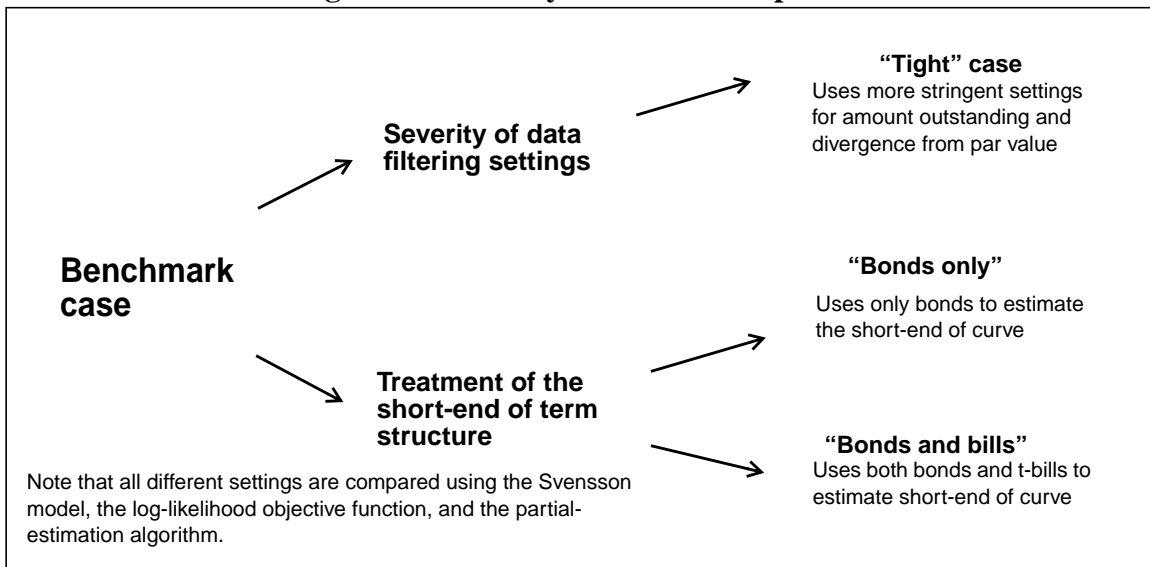 “Tight” case
Uses more stringent settings
for amount outstanding and
divergence from par value
Severity of data
filtering settings
Benchmark
case
“Bonds only”
Uses only bonds to estimate
the short-end of curve
Treatment of the
short-end of term
structure
“Bonds and bills”
Uses both bonds and t-bills to
estimate short-end of curve
Note that all different settings are compared using the Svensson
model, the log-likelihood objective function, and the partial-
estimation algorithm.